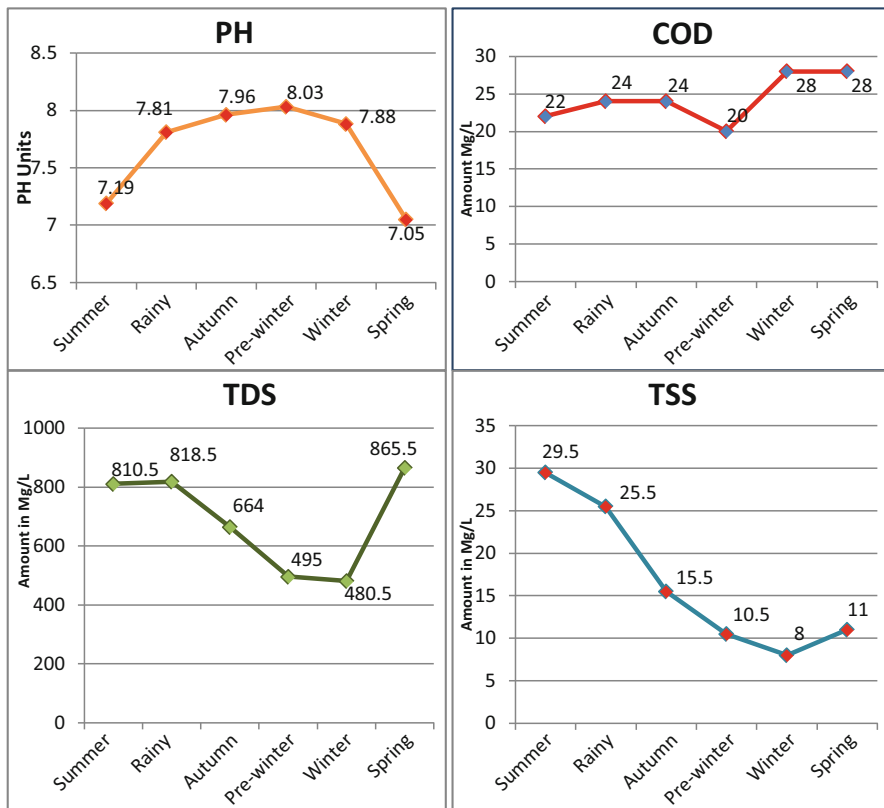 PH
PH Units
8.5
8
7.5
7
6.5
7.19
7.81
7.96
8.03
7.88
7.05
Summer
Rainy
Autumn
Pre-winter
Winter
Spring
COD
Amount Mg/L
30
25
20
15
10
5
0
22
24
24
20
28
28
Summer
Rainy
Autumn
Pre-winter
Winter
Spring
TDS
Amount in Mg/L
1000
800
600
400
200
0
810.5
818.5
664
495
480.5
865.5
Summer
Rainy
Autumn
Pre-winter
Winter
Spring
TSS
Amount in Mg/L
35
30
25
20
15
10
5
0
29.5
25.5
15.5
10.5
8
11
Summer
Rainy
Autumn
Pre-winter
Winter
Spring